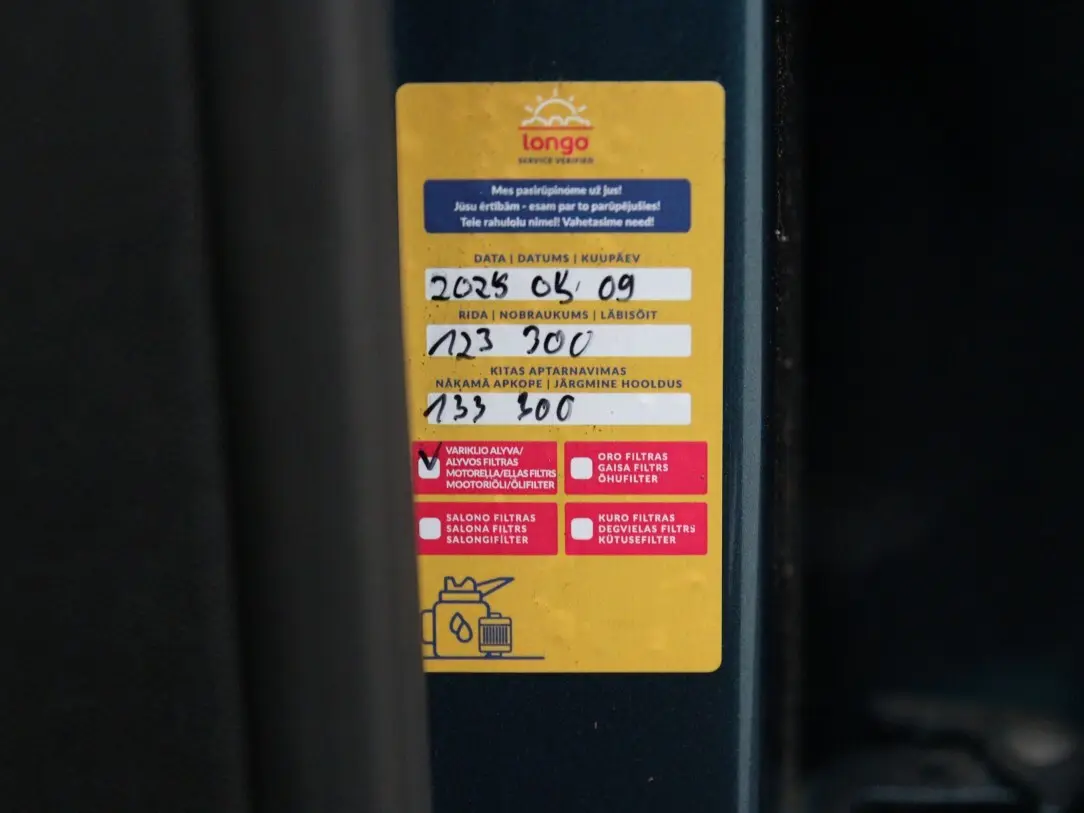 longo
SERVICE VERIFIED
Mes pasirūpinome už jus!
Jūsu ērtībām - esam par to parūpējušies!
Teie rahulolu nimel! Vahetasime need!
DATA | DATUMS | KUUPÄEV
2025 05 09
RIDA | NOBRAUKUMS | LÄBISÕIT
123 300
KITAS APTARNAVIMAS
NĀKAMĀ APKOPE | JÄRGMINE HOOLDUS
133 300
VARIKLIO ALYVA/
ALYVOS FILTRAS
MOTOREĻĻA/EĻĻAS FILTRS
MOOTORIÕLI/ÕLIFILTER
ORO FILTRAS
GAISA FILTRS
ÕHUFILTER
SALONO FILTRAS
SALONA FILTRS
SALONGIFILTER
KURO FILTRAS
DEGVIELAS FILTRS
KÜTUSEFILTER